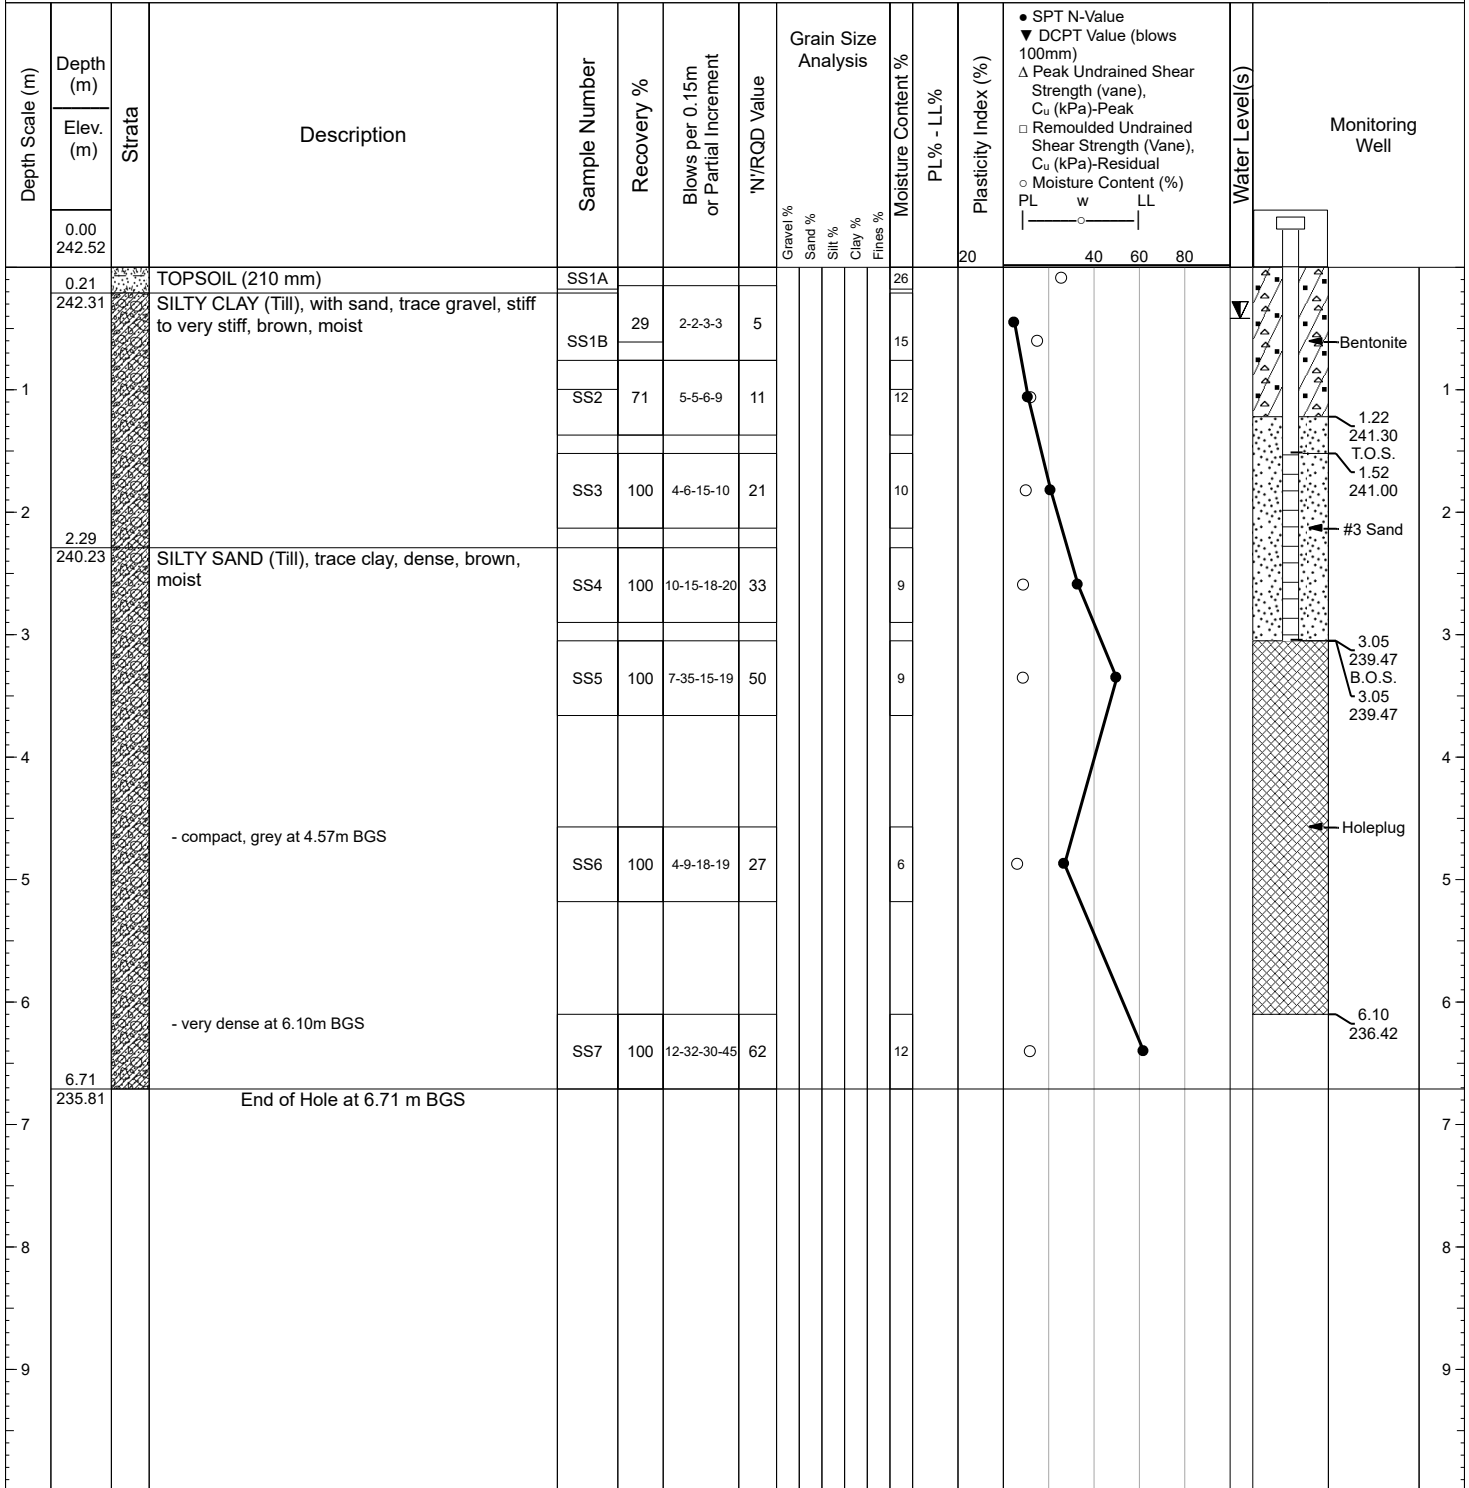 Depth Scale (m)
Depth
(m)
Elev.
(m)
0.00
242.52
Strata
Description
Sample Number
Recovery %
Blows per 0.15m
or Partial Increment
'N'/RQD Value
Grain Size
Analysis
Gravel %
Sand %
Silt %
Clay %
Fines %
Moisture Content %
PL% - LL%
Plasticity Index (%)
● SPT N-Value
▼ DCPT Value (blows
100mm)
Δ Peak Undrained Shear
Strength (vane),
Cᵤ (kPa)-Peak
□ Remoulded Undrained
Shear Strength (Vane),
Cᵤ (kPa)-Residual
○ Moisture Content (%)
PL w LL
20 40 60 80
Water Level(s)
Monitoring
Well
0.21 TOPSOIL (210 mm) SS1A 26
242.31 SILTY CLAY (Till), with sand, trace gravel, stiff
to very stiff, brown, moist
29 2-2-3-3 5
SS1B 15
Bentonite
1 SS2 71 5-5-6-9 11 12 1
1.22
241.30
T.O.S.
1.52
241.00
SS3 100 4-6-15-10 21 10
2 2
#3 Sand
2.29
240.23 SILTY SAND (Till), trace clay, dense, brown,
moist
SS4 100 10-15-18-20 33 9
3 3
3.05
239.47
B.O.S.
3.05
239.47
SS5 100 7-35-15-19 50 9
4 4
- compact, grey at 4.57m BGS
Holeplug
SS6 100 4-9-18-19 27 6
5 5
6 6
6.10
236.42
- very dense at 6.10m BGS
SS7 100 12-32-30-45 62 12
6.71
235.81 End of Hole at 6.71 m BGS
7 7
8 8
9 9